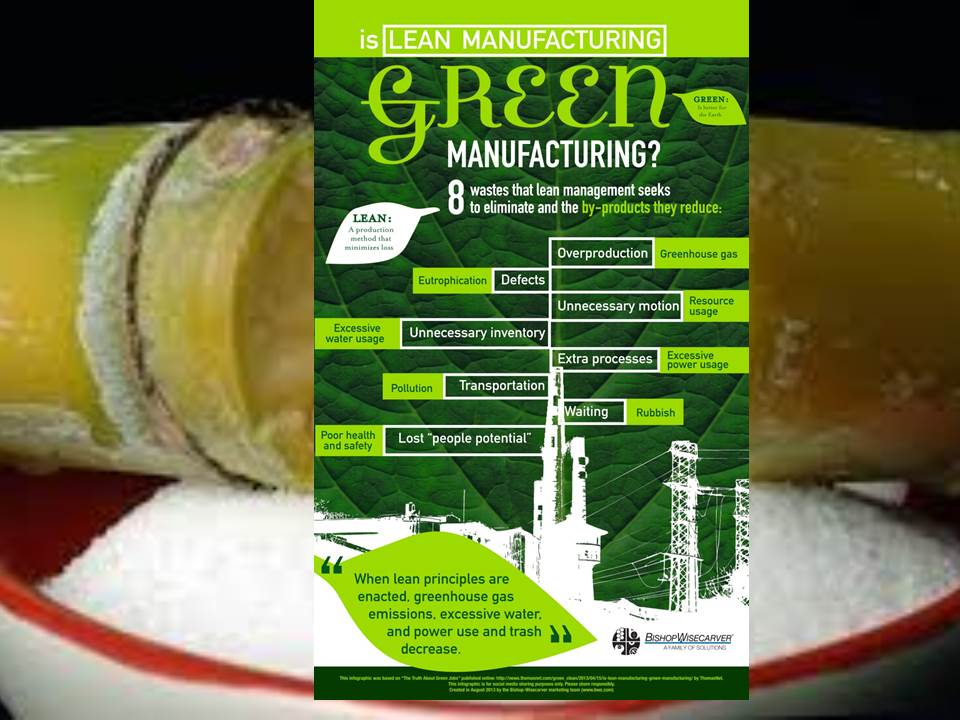 is LEAN MANUFACTURING
GREEN
GREEN:
Is better for
the Earth
MANUFACTURING?
8 wastes that lean management seeks
to eliminate and the by-products they reduce:
LEAN:
A production
method that
minimizes loss
Overproduction Greenhouse gas
Eutrophication Defects
Unnecessary motion Resource
usage
Excessive
water usage Unnecessary inventory
Extra processes Excessive
power usage
Pollution Transportation
Waiting Rubbish
Poor health
and safety Lost “people potential”
“ When lean principles are
enacted, greenhouse gas
emissions, excessive water,
and power use and trash
decrease. ”
BISHOP-WISECARVER
A FAMILY OF SOLUTIONS
This infographic was based on "The Truth About Green Jobs" published online: http://news.thomasnet.com/green_clean/2013/04/15/is-lean-manufacturing-green-manufacturing/ by ThomasNet.
This infographic is for social media sharing purposes only. Please share responsibly.
Created in August 2013 by the Bishop-Wisecarver marketing team (www.bwc.com)